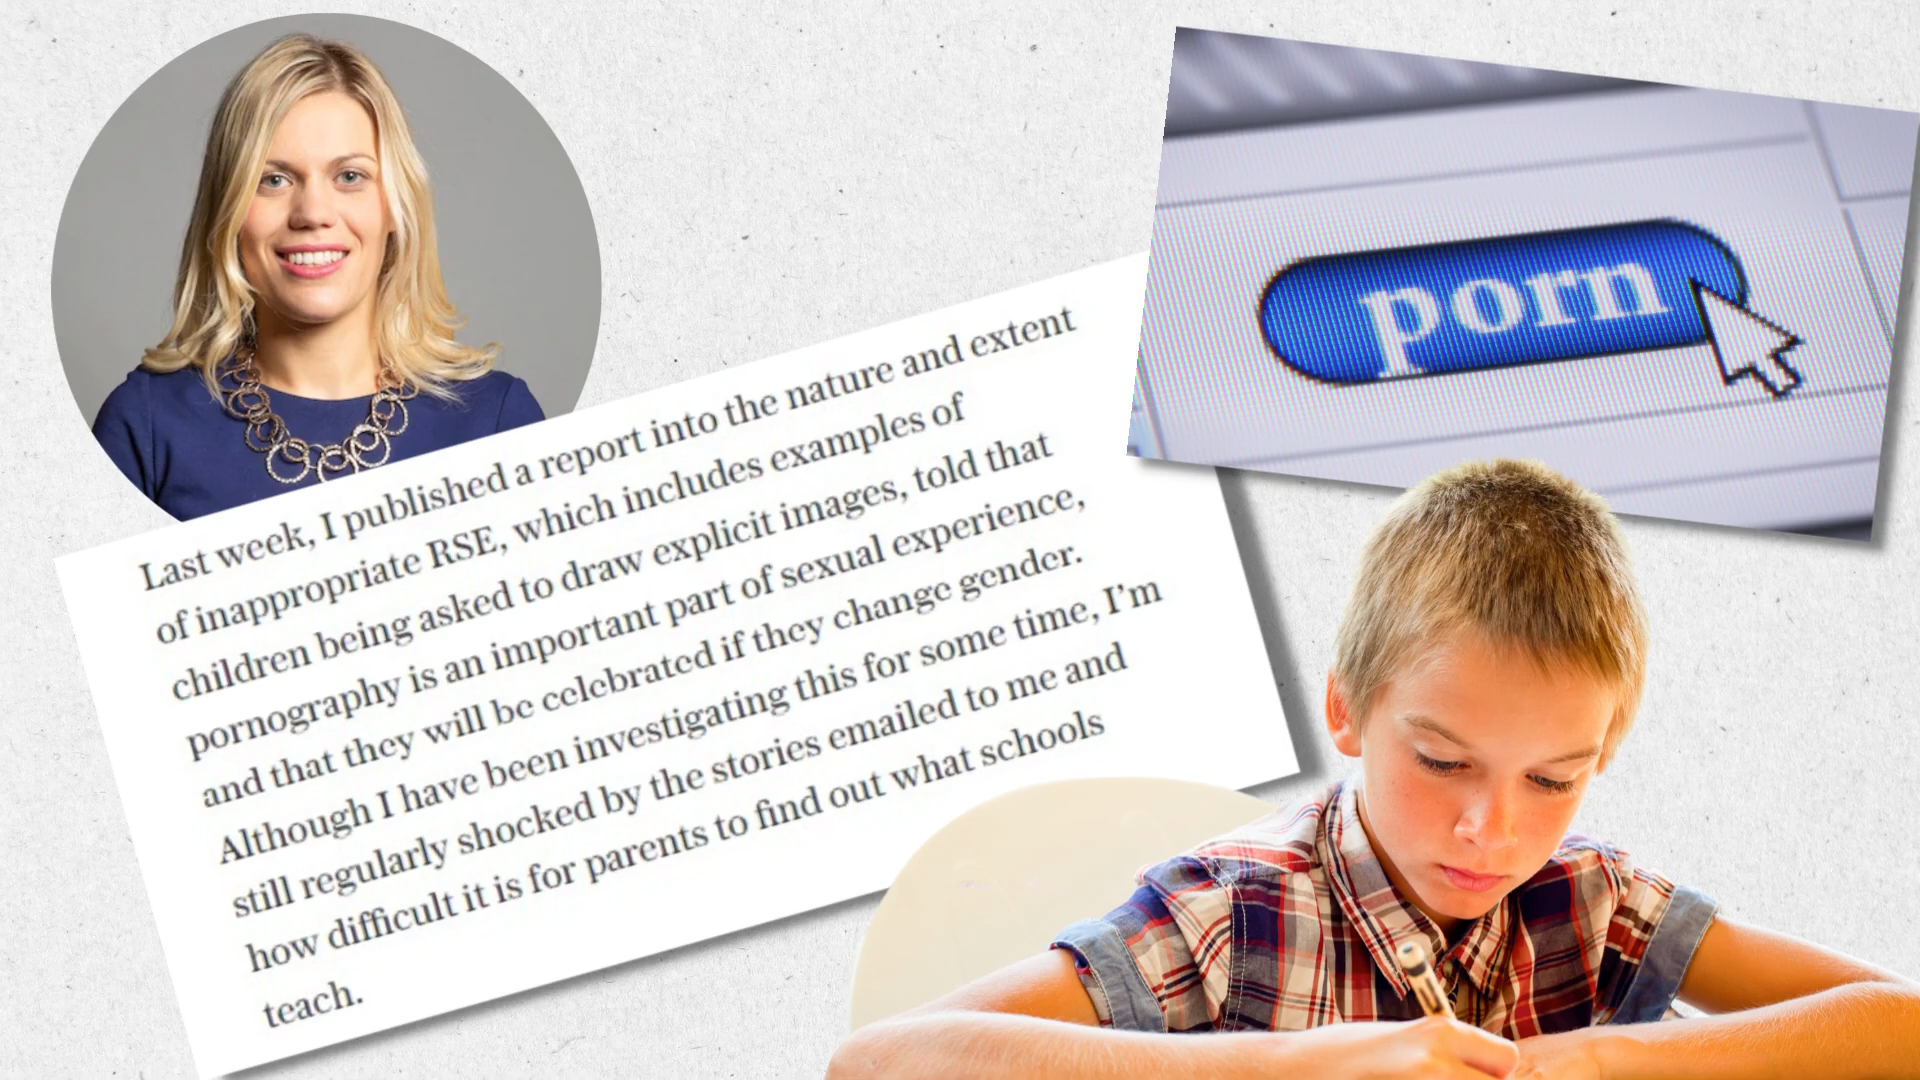 porn
Last week, I published a report into the nature and extent
of inappropriate RSE, which includes examples of
children being asked to draw explicit images, told that
pornography is an important part of sexual experience,
and that they will be celebrated if they change gender.
Although I have been investigating this for some time, I'm
still regularly shocked by the stories emailed to me and
how difficult it is for parents to find out what schools
teach.